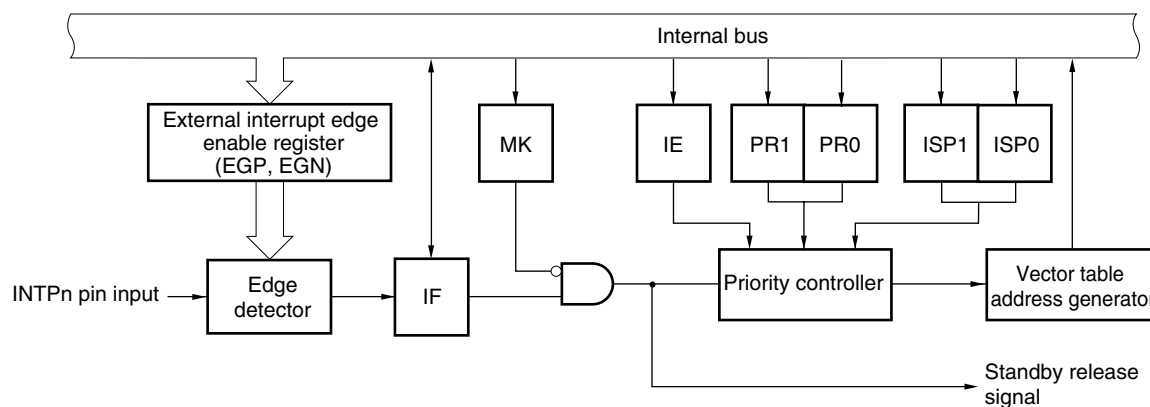 Internal bus
External interrupt edge
enable register
(EGP, EGN)
MK
IE
PR1
PR0
ISP1
ISP0
INTPn pin input
Edge
detector
IF
Priority controller
Vector table
address generator
Standby release
signal